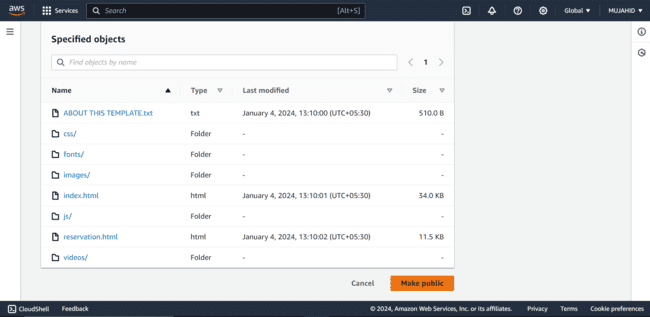 aws Services Search [Alt+S] Global ▼ MUJAHID ▼
Specified objects
Find objects by name 1
Name ▲ Type ▽ Last modified ▽ Size ▽
ABOUT THIS TEMPLATE.txt txt January 4, 2024, 13:10:00 (UTC+05:30) 510.0 B
css/ Folder - -
fonts/ Folder - -
images/ Folder - -
index.html html January 4, 2024, 13:10:01 (UTC+05:30) 34.0 KB
js/ Folder - -
reservation.html html January 4, 2024, 13:10:02 (UTC+05:30) 11.5 KB
videos/ Folder - -
Cancel Make public
CloudShell Feedback © 2024, Amazon Web Services, Inc. or its affiliates. Privacy Terms Cookie preferences